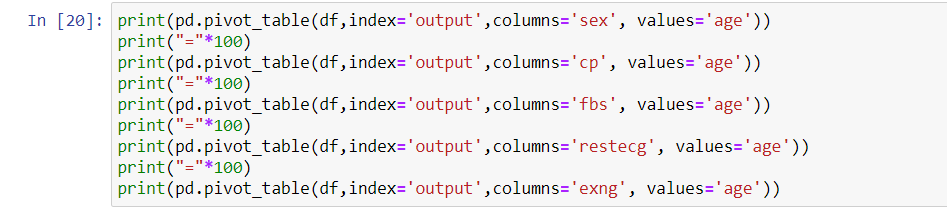 In [20]: print(pd.pivot_table(df,index='output',columns='sex', values='age'))
print("="*100)
print(pd.pivot_table(df,index='output',columns='cp', values='age'))
print("="*100)
print(pd.pivot_table(df,index='output',columns='fbs', values='age'))
print("="*100)
print(pd.pivot_table(df,index='output',columns='restecg', values='age'))
print("="*100)
print(pd.pivot_table(df,index='output',columns='exng', values='age'))